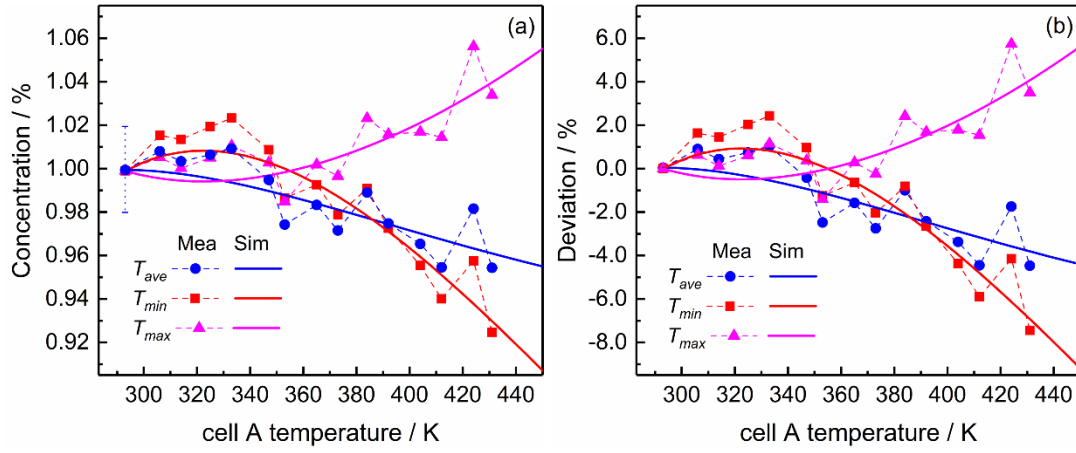 (a)
1.06
1.04
1.02
1.00
0.98
0.96
0.94
0.92
Concentration / %
Mea Sim
Tave
Tmin
Tmax
300 320 340 360 380 400 420 440
cell A temperature / K
(b)
6.0
4.0
2.0
0.0
-2.0
-4.0
-6.0
-8.0
Deviation / %
Mea Sim
Tave
Tmin
Tmax
300 320 340 360 380 400 420 440
cell A temperature / K